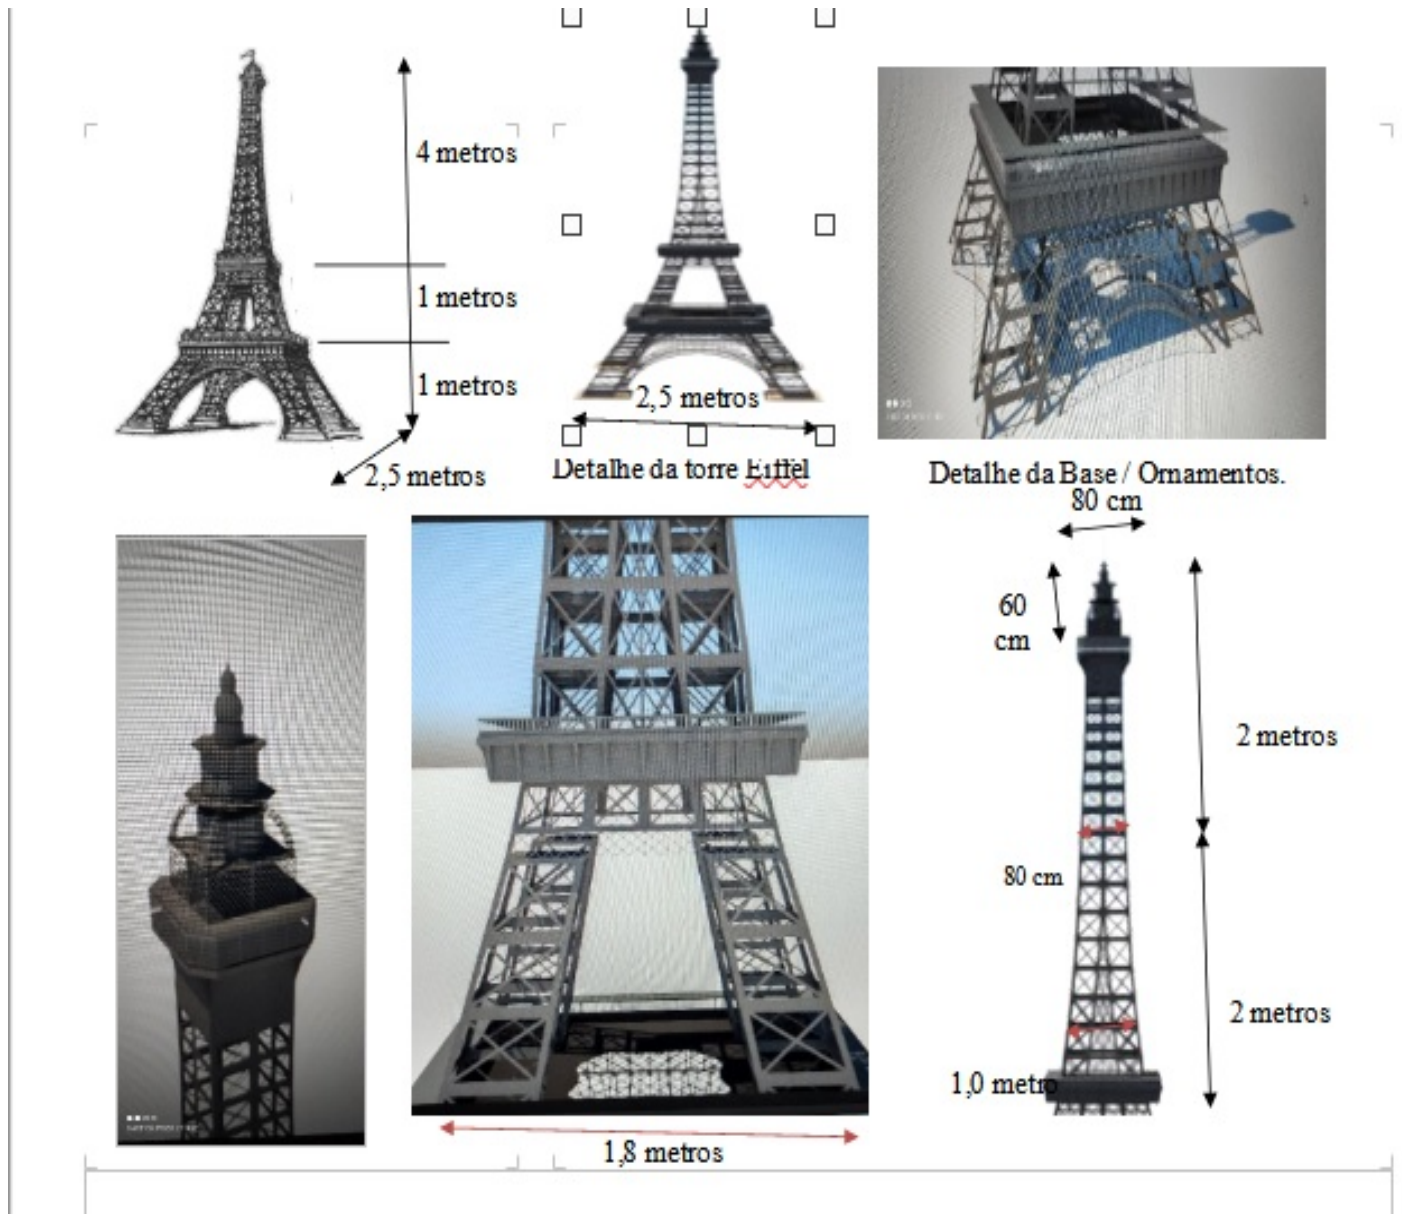 4 metros
1 metros
1 metros
2,5 metros
2,5 metros
Detalhe da torre Eiffel
Detalhe da Base / Ornamentos.
80 cm
60
cm
2 metros
80 cm
2 metros
1,0 metro
1,8 metros